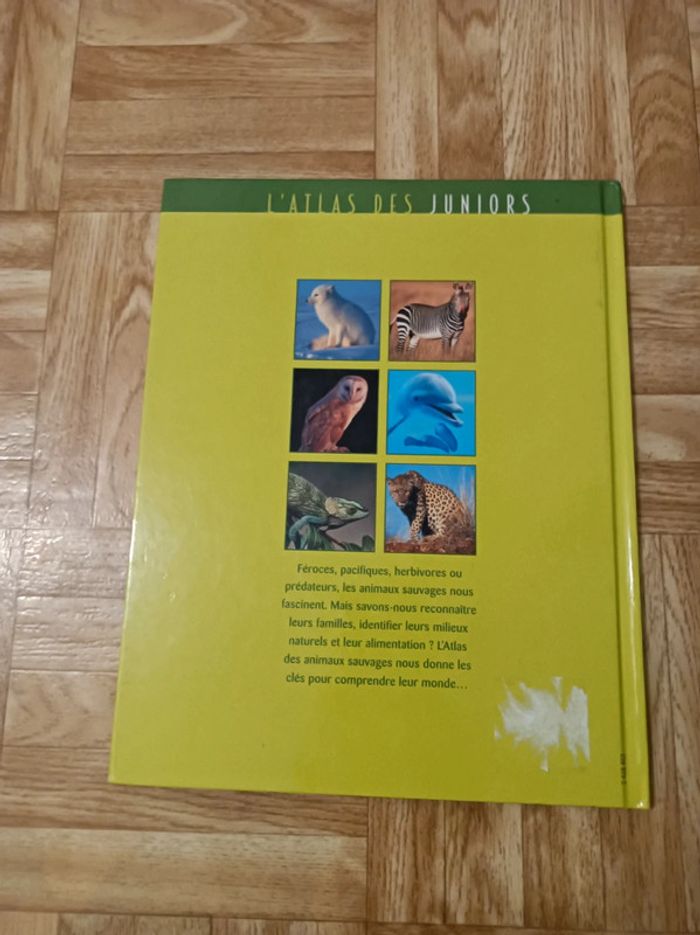 L'ATLAS DES JUNIORS
Féroces, pacifiques, herbivores ou
prédateurs, les animaux sauvages nous
fascinent. Mais savons-nous reconnaître
leurs familles, identifier leurs milieux
naturels et leur alimentation ? L'Atlas
des animaux sauvages nous donne les
clés pour comprendre leur monde...